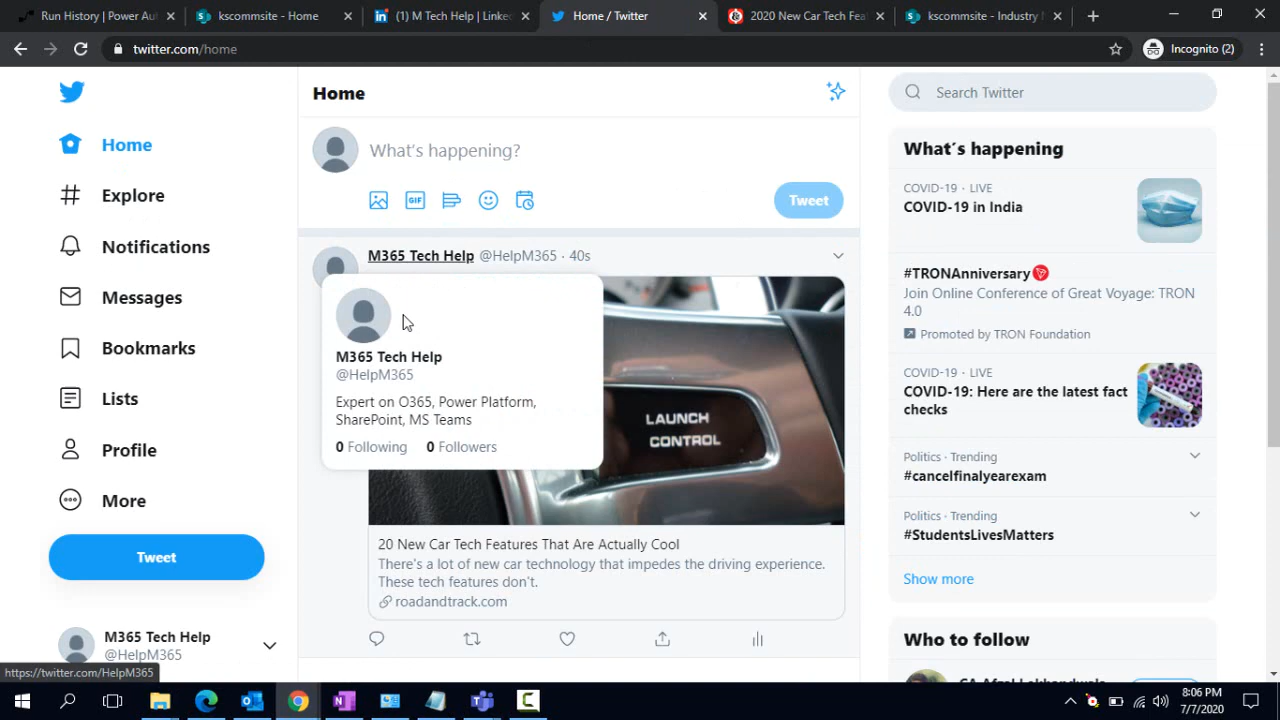 Run History | Power Au
kscommsite - Home
(1) M Tech Help | Linke
Home / Twitter
2020 New Car Tech Fea
kscommsite - Industry
twitter.com/home
Incognito (2)
Home
Explore
Notifications
Messages
Bookmarks
Lists
Profile
More
Tweet
M365 Tech Help
@HelpM365
https://twitter.com/HelpM365
Home
What's happening?
GIF
Tweet
M365 Tech Help @HelpM365 · 40s
M365 Tech Help
@HelpM365
Expert on O365, Power Platform,
SharePoint, MS Teams
0 Following 0 Followers
LAUNCH
CONTROL
20 New Car Tech Features That Are Actually Cool
There's a lot of new car technology that impedes the driving experience.
These tech features don't.
roadandtrack.com
Search Twitter
What's happening
COVID-19 · LIVE
COVID-19 in India
#TRONAnniversary
Join Online Conference of Great Voyage: TRON
4.0
Promoted by TRON Foundation
COVID-19 · LIVE
COVID-19: Here are the latest fact
checks
Politics · Trending
#cancelfinalyearexam
Politics · Trending
#StudentsLivesMatters
Show more
Who to follow
8:06 PM
7/7/2020